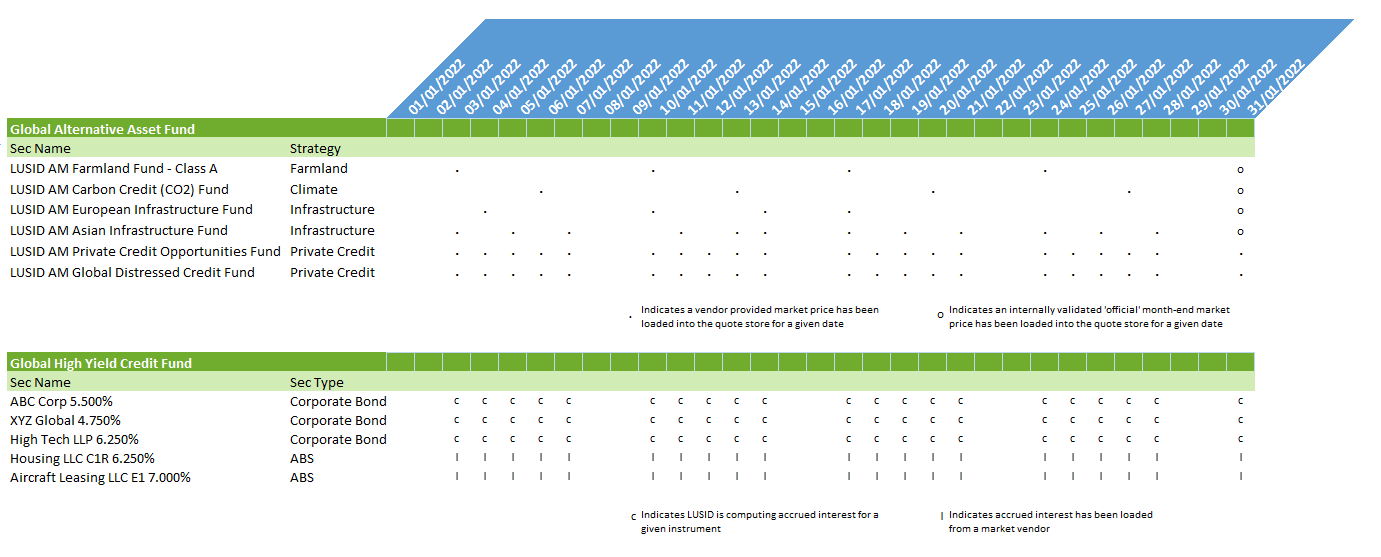 01/01/2022 02/01/2022 03/01/2022 04/01/2022 05/01/2022 06/01/2022 07/01/2022 08/01/2022 09/01/2022 10/01/2022 11/01/2022 12/01/2022 13/01/2022 14/01/2022 15/01/2022 16/01/2022 17/01/2022 18/01/2022 19/01/2022 20/01/2022 21/01/2022 22/01/2022 23/01/2022 24/01/2022 25/01/2022 26/01/2022 27/01/2022 28/01/2022 29/01/2022 30/01/2022 31/01/2022
Global Alternative Asset Fund
Sec Name Strategy
LUSID AM Farmland Fund - Class A Farmland . . . . o
LUSID AM Carbon Credit (CO2) Fund Climate . . . . o
LUSID AM European Infrastructure Fund Infrastructure . . . . o
LUSID AM Asian Infrastructure Fund Infrastructure . . . . . . . . . . . . o
LUSID AM Private Credit Opportunities Fund Private Credit . . . . . . . . . . . . . . . . . . . . .
LUSID AM Global Distressed Credit Fund Private Credit . . . . . . . . . . . . . . . . . . . . .
. Indicates a vendor provided market price has been
loaded into the quote store for a given date
o Indicates an internally validated 'official' month-end market
price has been loaded into the quote store for a given date
Global High Yield Credit Fund
Sec Name Sec Type
ABC Corp 5.500% Corporate Bond c c c c c c c c c c c c c c c c c c c c c
XYZ Global 4.750% Corporate Bond c c c c c c c c c c c c c c c c c c c c c
High Tech LLP 6.250% Corporate Bond c c c c c c c c c c c c c c c c c c c c c
Housing LLC C1R 6.250% ABS l l l l l l l l l l l l l l l l l l l l l
Aircraft Leasing LLC E1 7.000% ABS l l l l l l l l l l l l l l l l l l l l l
c Indicates LUSID is computing accrued interest for a
given instrument
l Indicates accrued interest has been loaded
from a market vendor